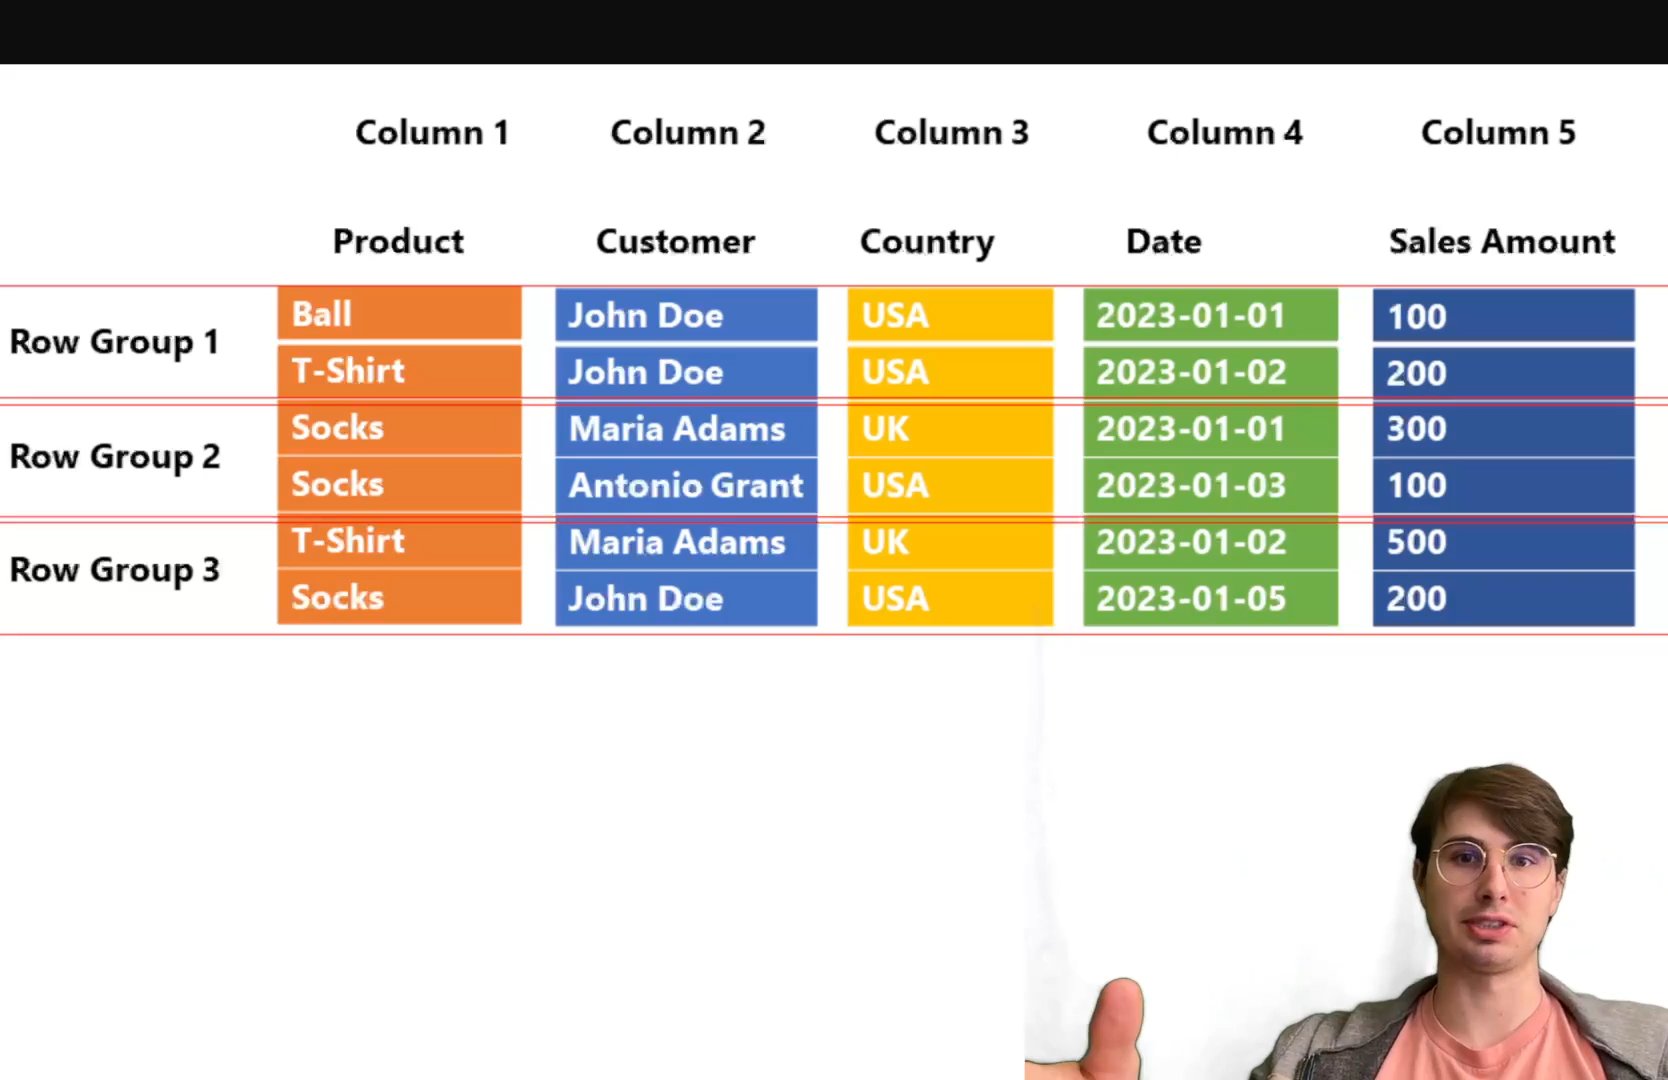 Column 1 Column 2 Column 3 Column 4 Column 5
Product Customer Country Date Sales Amount
Row Group 1
Ball John Doe USA 2023-01-01 100
T-Shirt John Doe USA 2023-01-02 200
Row Group 2
Socks Maria Adams UK 2023-01-01 300
Socks Antonio Grant USA 2023-01-03 100
Row Group 3
T-Shirt Maria Adams UK 2023-01-02 500
Socks John Doe USA 2023-01-05 200